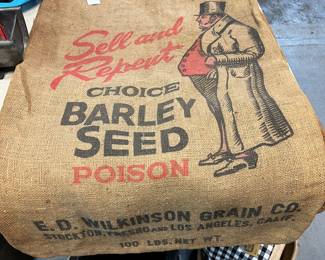 Sell and
Repent
CHOICE
BARLEY
SEED
POISON
E. D. WILKINSON GRAIN CO.
STOCKTON, FRESNO AND LOS ANGELES, CALIF.
100 LBS. NET WT.